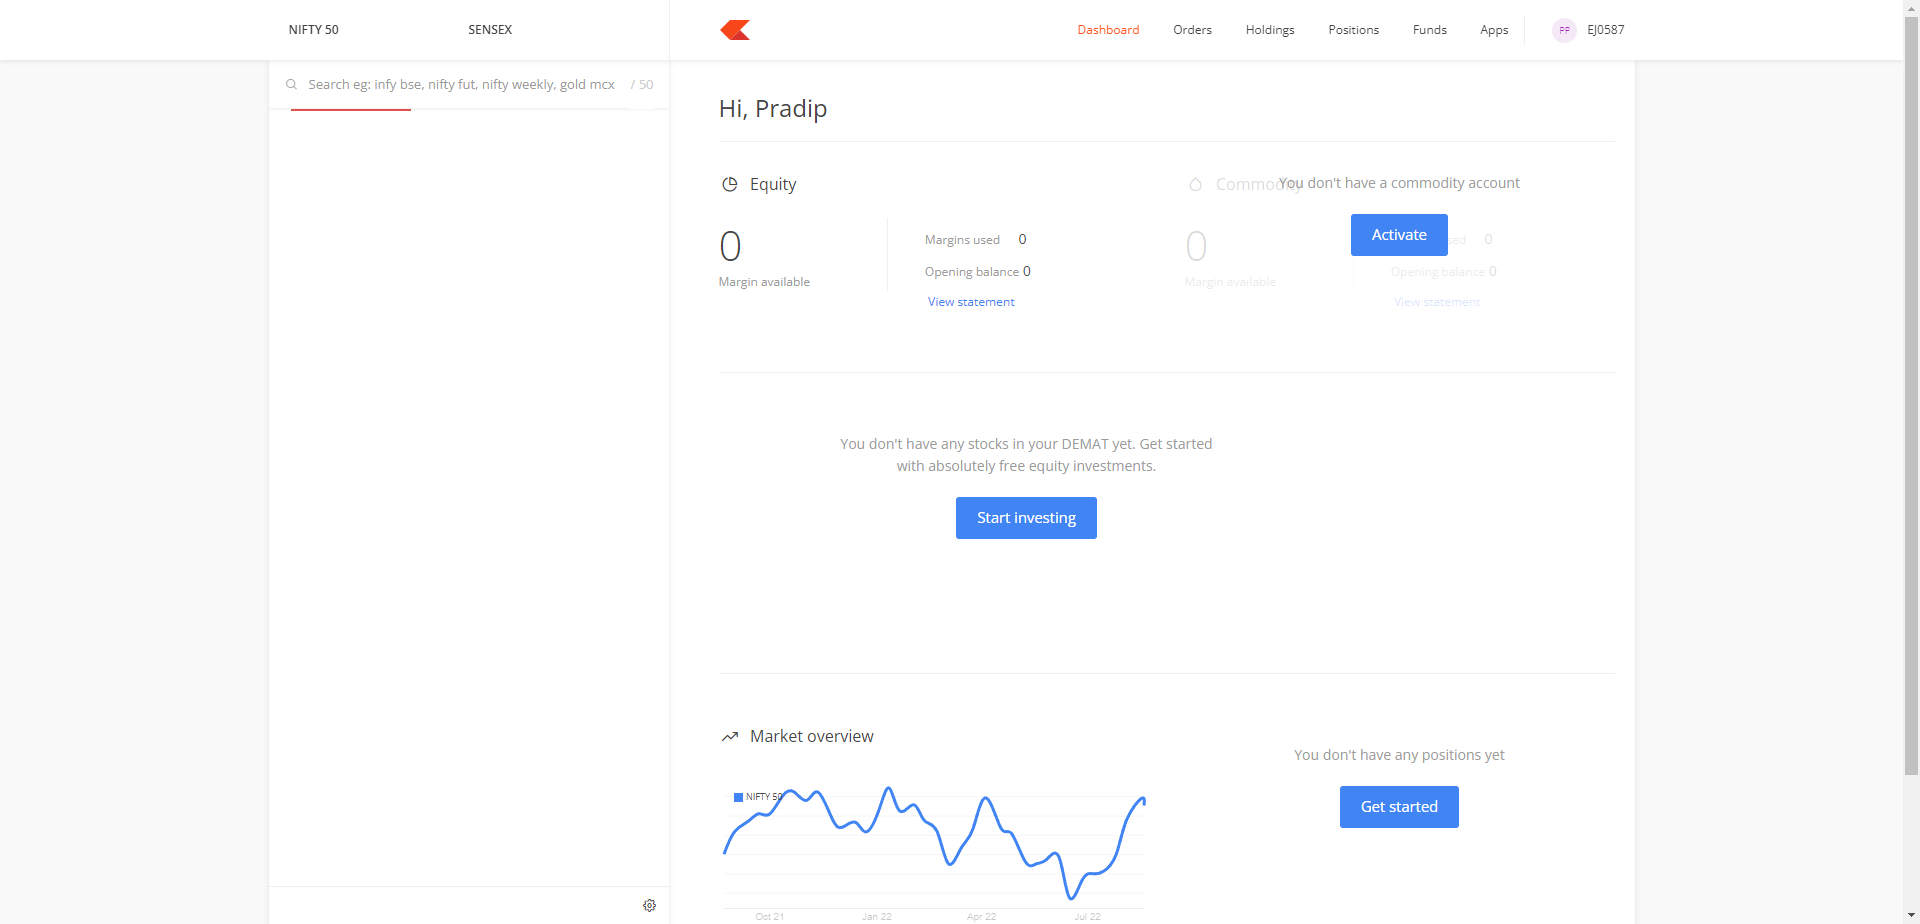 NIFTY 50 SENSEX
Dashboard Orders Holdings Positions Funds Apps PP EJ0587
Search eg: infy bse, nifty fut, nifty weekly, gold mcx / 50
Hi, Pradip
Equity
0
Margin available
Margins used 0
Opening balance 0
View statement
Commodity
You don't have a commodity account
Activate
0
Margin available
sed 0
Opening balance 0
View statement
You don't have any stocks in your DEMAT yet. Get started
with absolutely free equity investments.
Start investing
Market overview
NIFTY 50
Oct 21 Jan 22 Apr 22 Jul 22
You don't have any positions yet
Get started